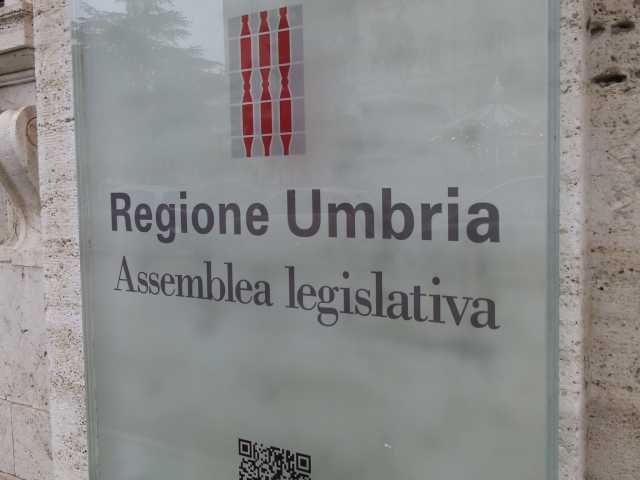 Regione Umbria
Assemblea legislativa